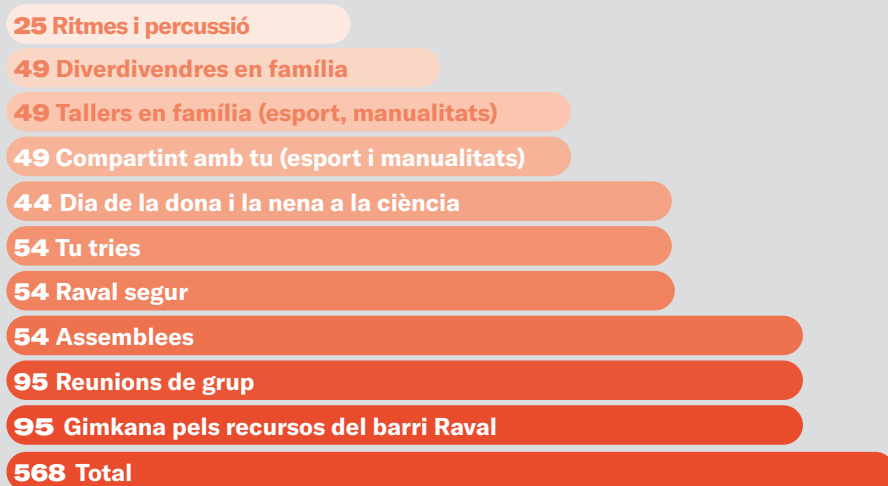 25 Ritmes i percussió
49 Diverdivendres en família
49 Tallers en família (esport, manualitats)
49 Compartint amb tu (esport i manualitats)
44 Dia de la dona i la nena a la ciència
54 Tu tries
54 Raval segur
54 Assemblees
95 Reunions de grup
95 Gimkana pels recursos del barri Raval
568 Total